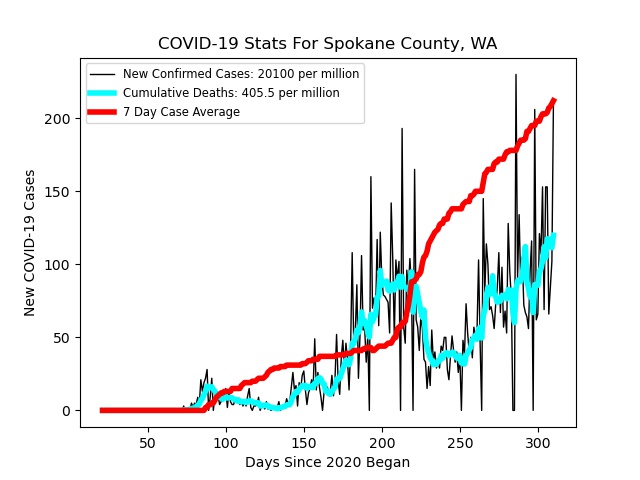 COVID-19 Stats For Spokane County, WA
New Confirmed Cases: 20100 per million
Cumulative Deaths: 405.5 per million
7 Day Case Average
New COVID-19 Cases
200
150
100
50
0
50 100 150 200 250 300
Days Since 2020 Began